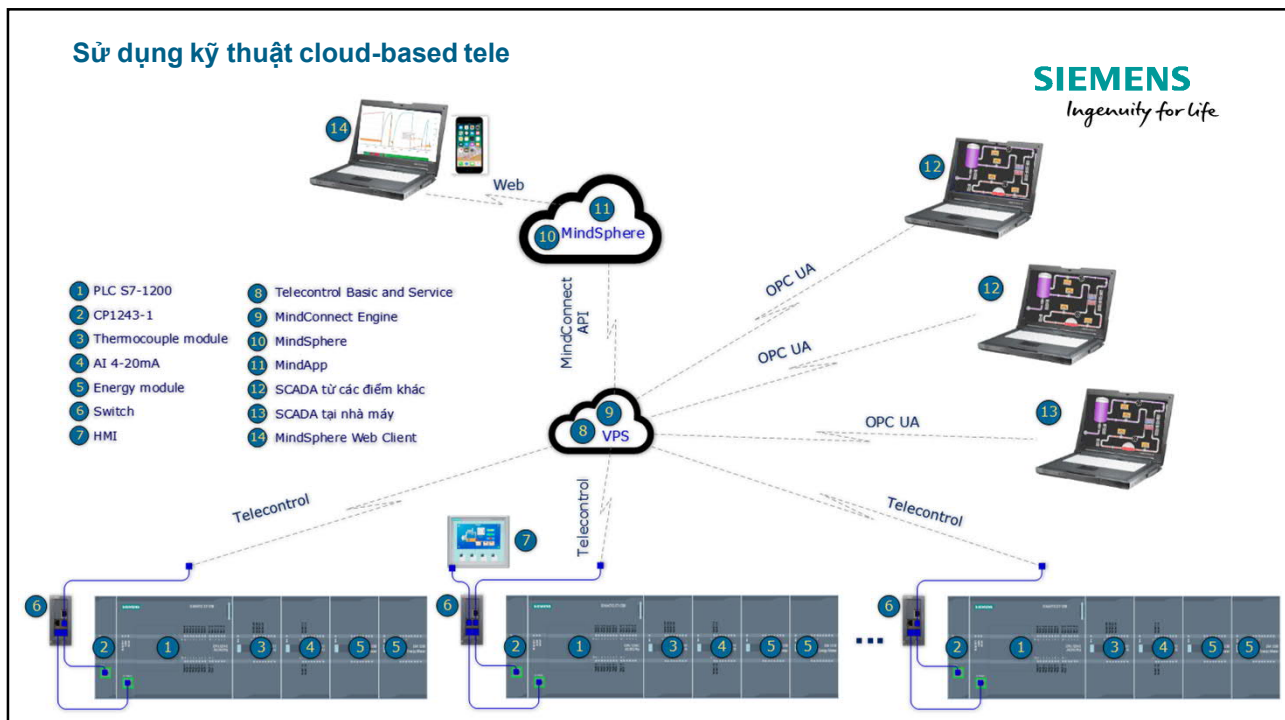 Sử dụng kỹ thuật cloud-based tele
SIEMENS
Ingenuity for life
14
Web
11
10 MindSphere
12
OPC UA
12
OPC UA
13
OPC UA
MindConnect
API
1 PLC S7-1200
2 CP1243-1
3 Thermocouple module
4 AI 4-20mA
5 Energy module
6 Switch
7 HMI
8 Telecontrol Basic and Service
9 MindConnect Engine
10 MindSphere
11 MindApp
12 SCADA từ các điểm khác
13 SCADA tại nhà máy
14 MindSphere Web Client
9
8 VPS
Telecontrol
Telecontrol
Telecontrol
7
6
SIEMENS
2 1 3 4 5 5
6
SIEMENS
2 1 3 4 5 5
6
SIEMENS
2 1 3 4 5 5